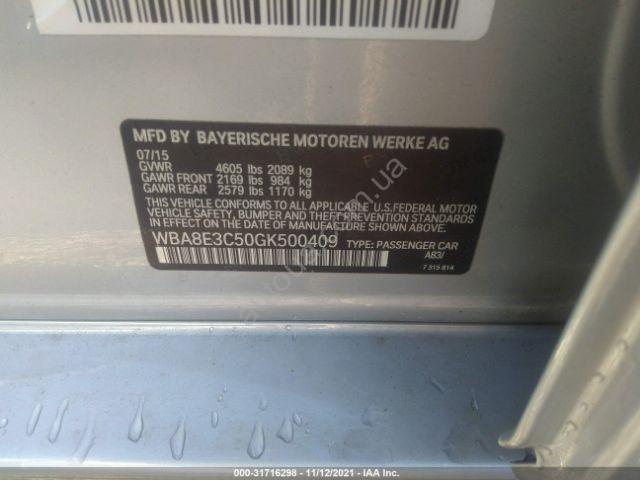 MFD BY BAYERISCHE MOTOREN WERKE AG
07/15
GVWR 4605 lbs 2089 kg
GAWR FRONT 2169 lbs 984 kg
GAWR REAR 2579 lbs 1170 kg
THIS VEHICLE CONFORMS TO ALL APPLICABLE U.S.FEDERAL MOTOR
VEHICLE SAFETY, BUMPER, AND THEFT PREVENTION STANDARDS
IN EFFECT ON THE DATE OF MANUFACTURE SHOWN ABOVE.
WBA8E3C50GK500409 TYPE: PASSENGER CAR
A83/
7 315 814
000-31716298 - 11/12/2021 - IAA Inc.